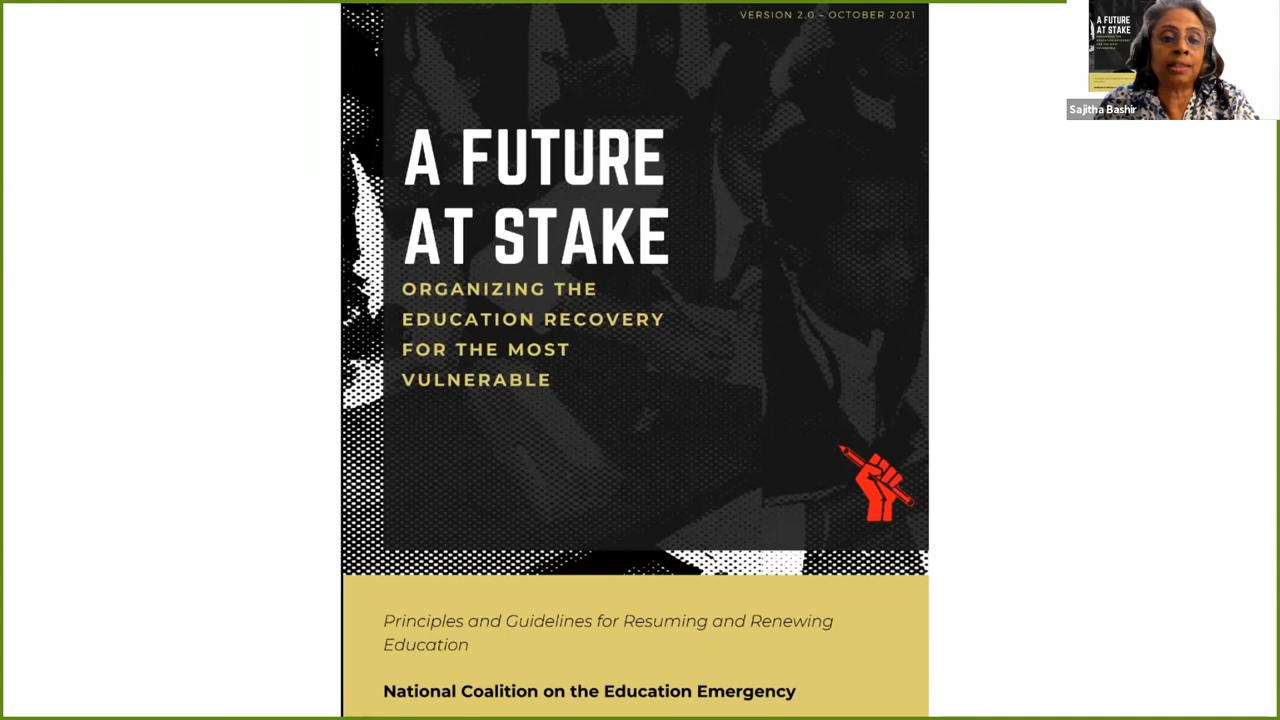 VERSION 2.0 – OCTOBER 2021
A FUTURE
AT STAKE
ORGANIZING THE
EDUCATION RECOVERY
FOR THE MOST
VULNERABLE
Principles and Guidelines for Resuming and Renewing
Education
National Coalition on the Education Emergency
A FUTURE
AT STAKE
Sajitha Bashir